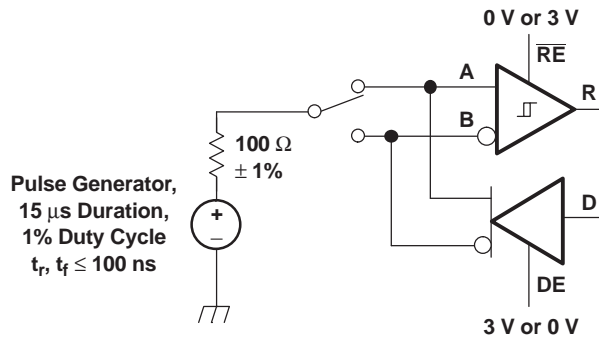 0 V or 3 V
RE
A
R
B
100 Ω
± 1%
Pulse Generator,
15 μs Duration,
1% Duty Cycle
tr, tf ≤ 100 ns
+
–
D
DE
3 V or 0 V